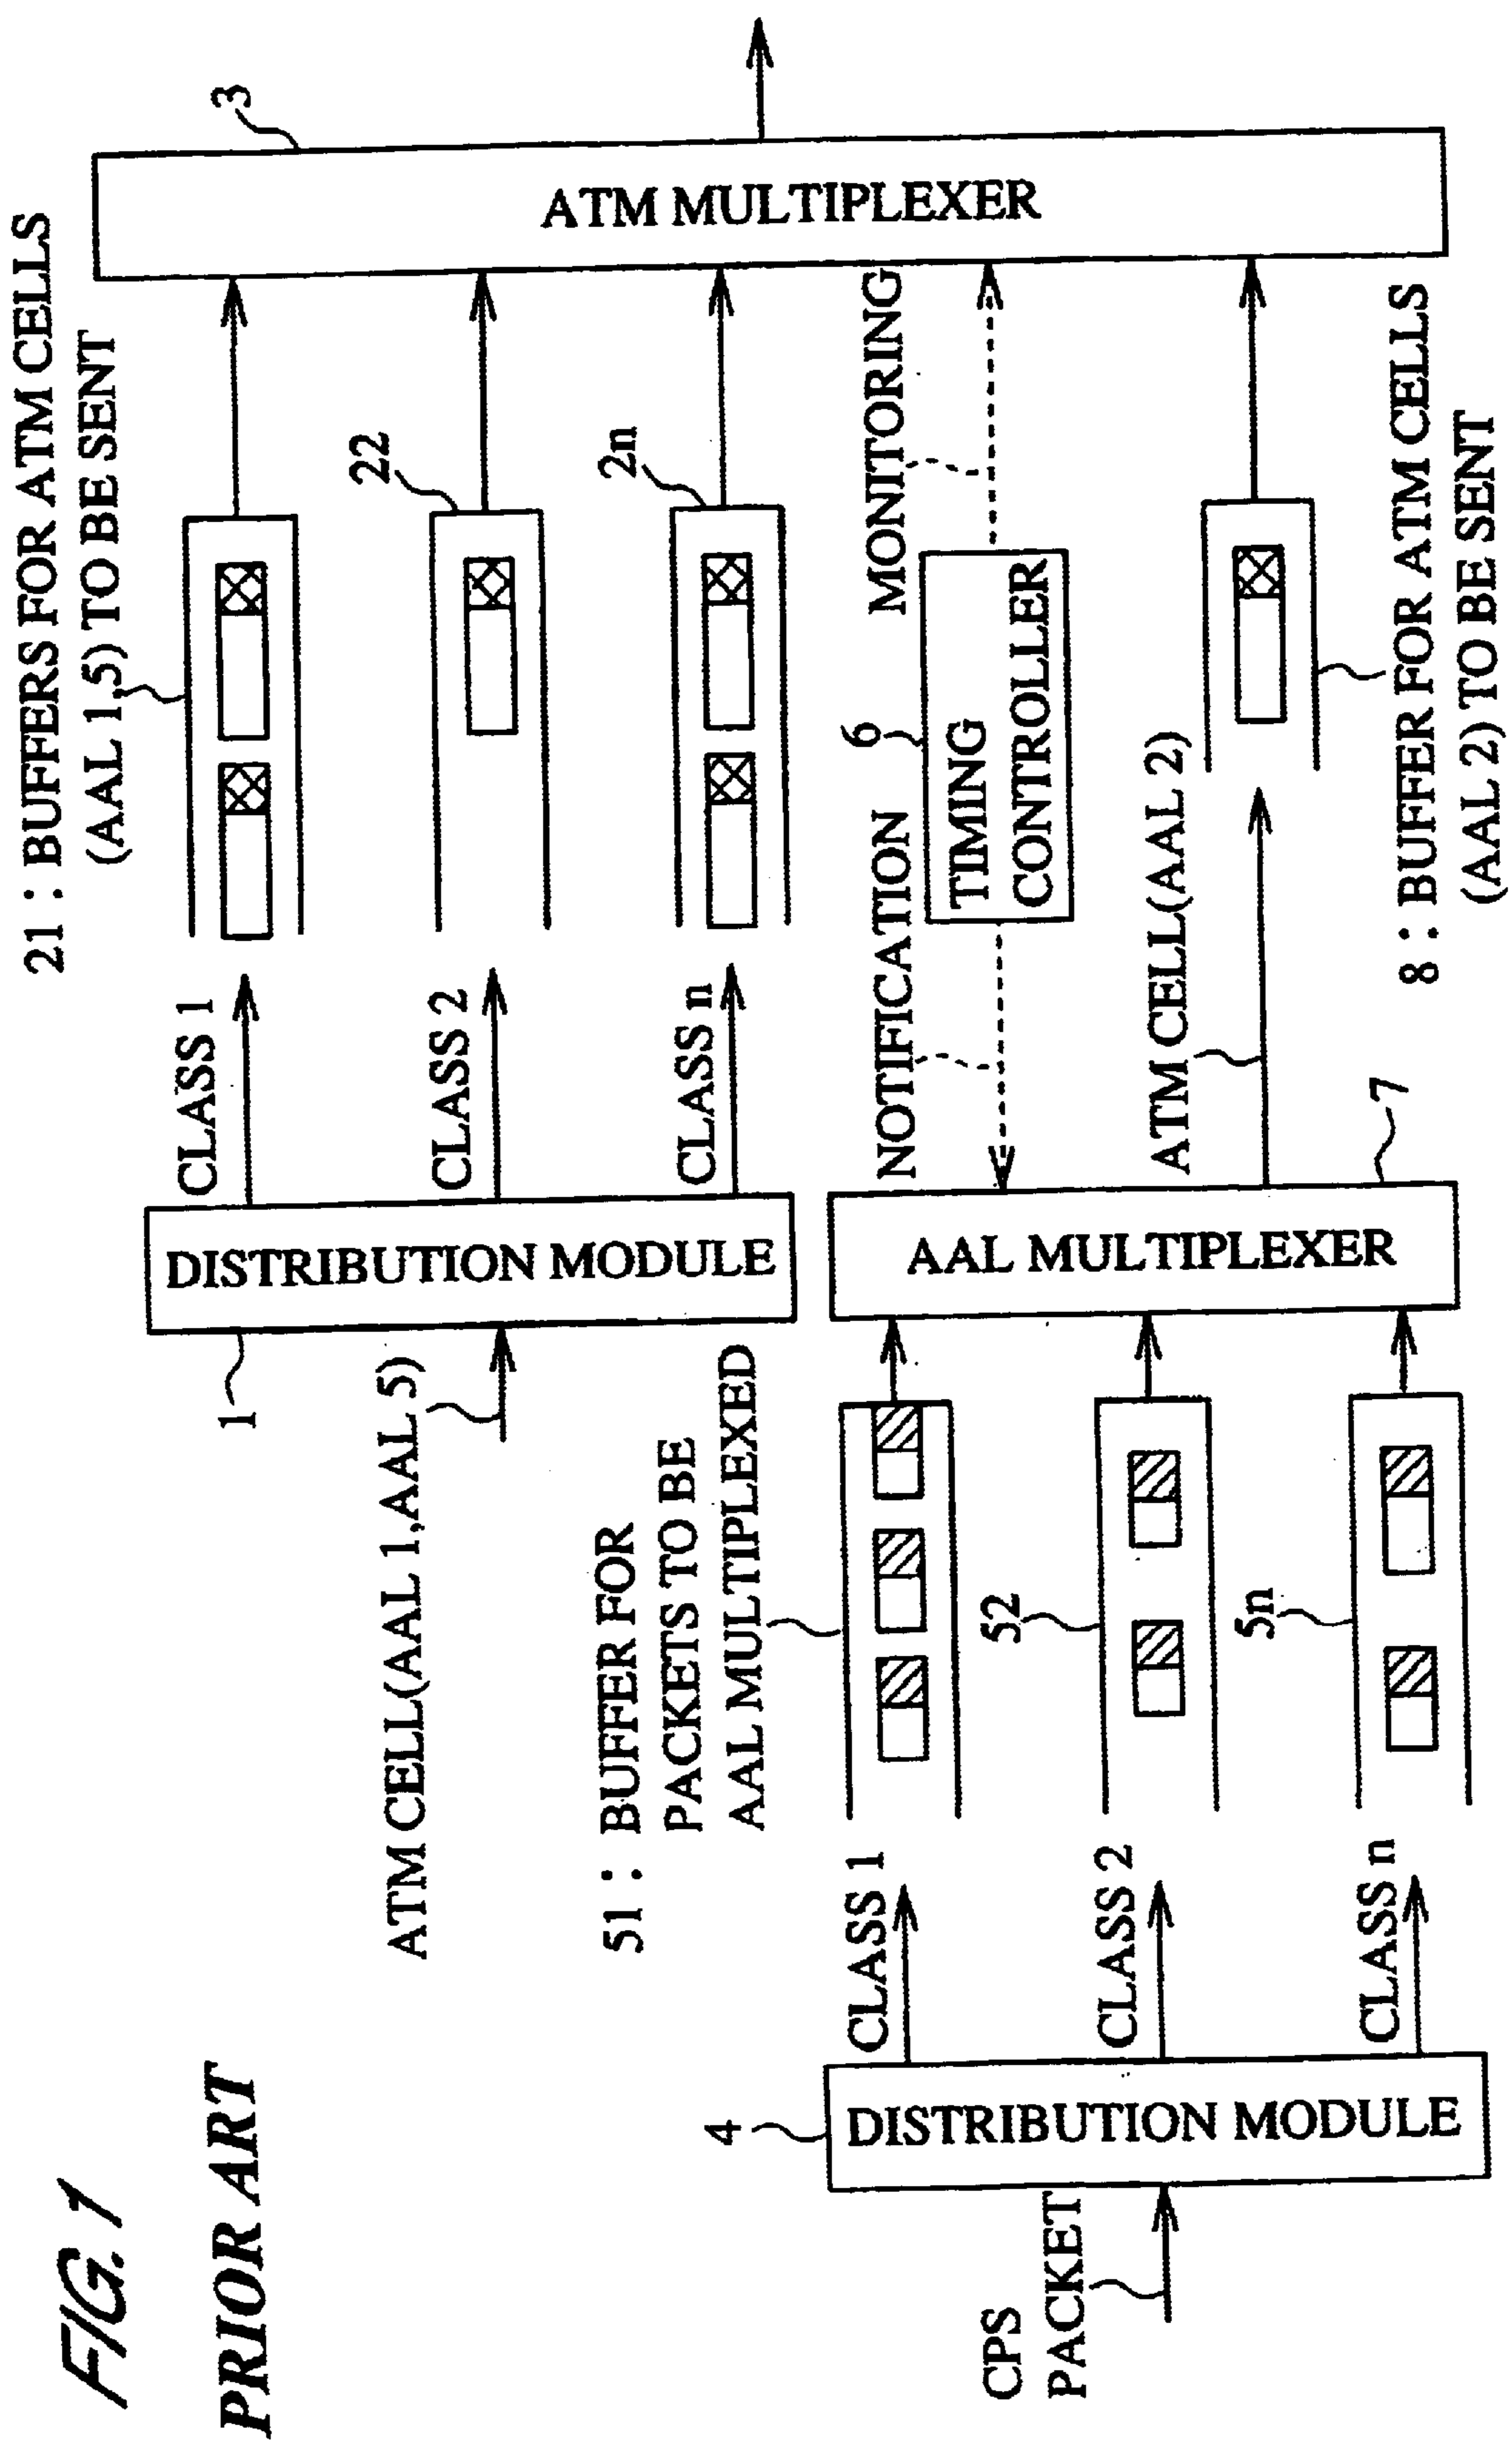 FIG. 1
PRIOR ART
21 : BUFFERS FOR ATM CELLS
(AAL 1,5) TO BE SENT
3
ATM MULTIPLEXER
CLASS 1
22
CLASS 2
2n
CLASS n
DISTRIBUTION MODULE
1
ATM CELL(AAL 1,AAL 5)
MONITORING
6
TIMING
CONTROLLER
NOTIFICATION
51 : BUFFER FOR
PACKETS TO BE
AAL MULTIPLEXED
CLASS 1
52
CLASS 2
5n
CLASS n
AAL MULTIPLEXER
7
ATM CELL(AAL 2)
8 : BUFFER FOR ATM CELLS
(AAL 2) TO BE SENT
4
DISTRIBUTION MODULE
CPS
PACKET